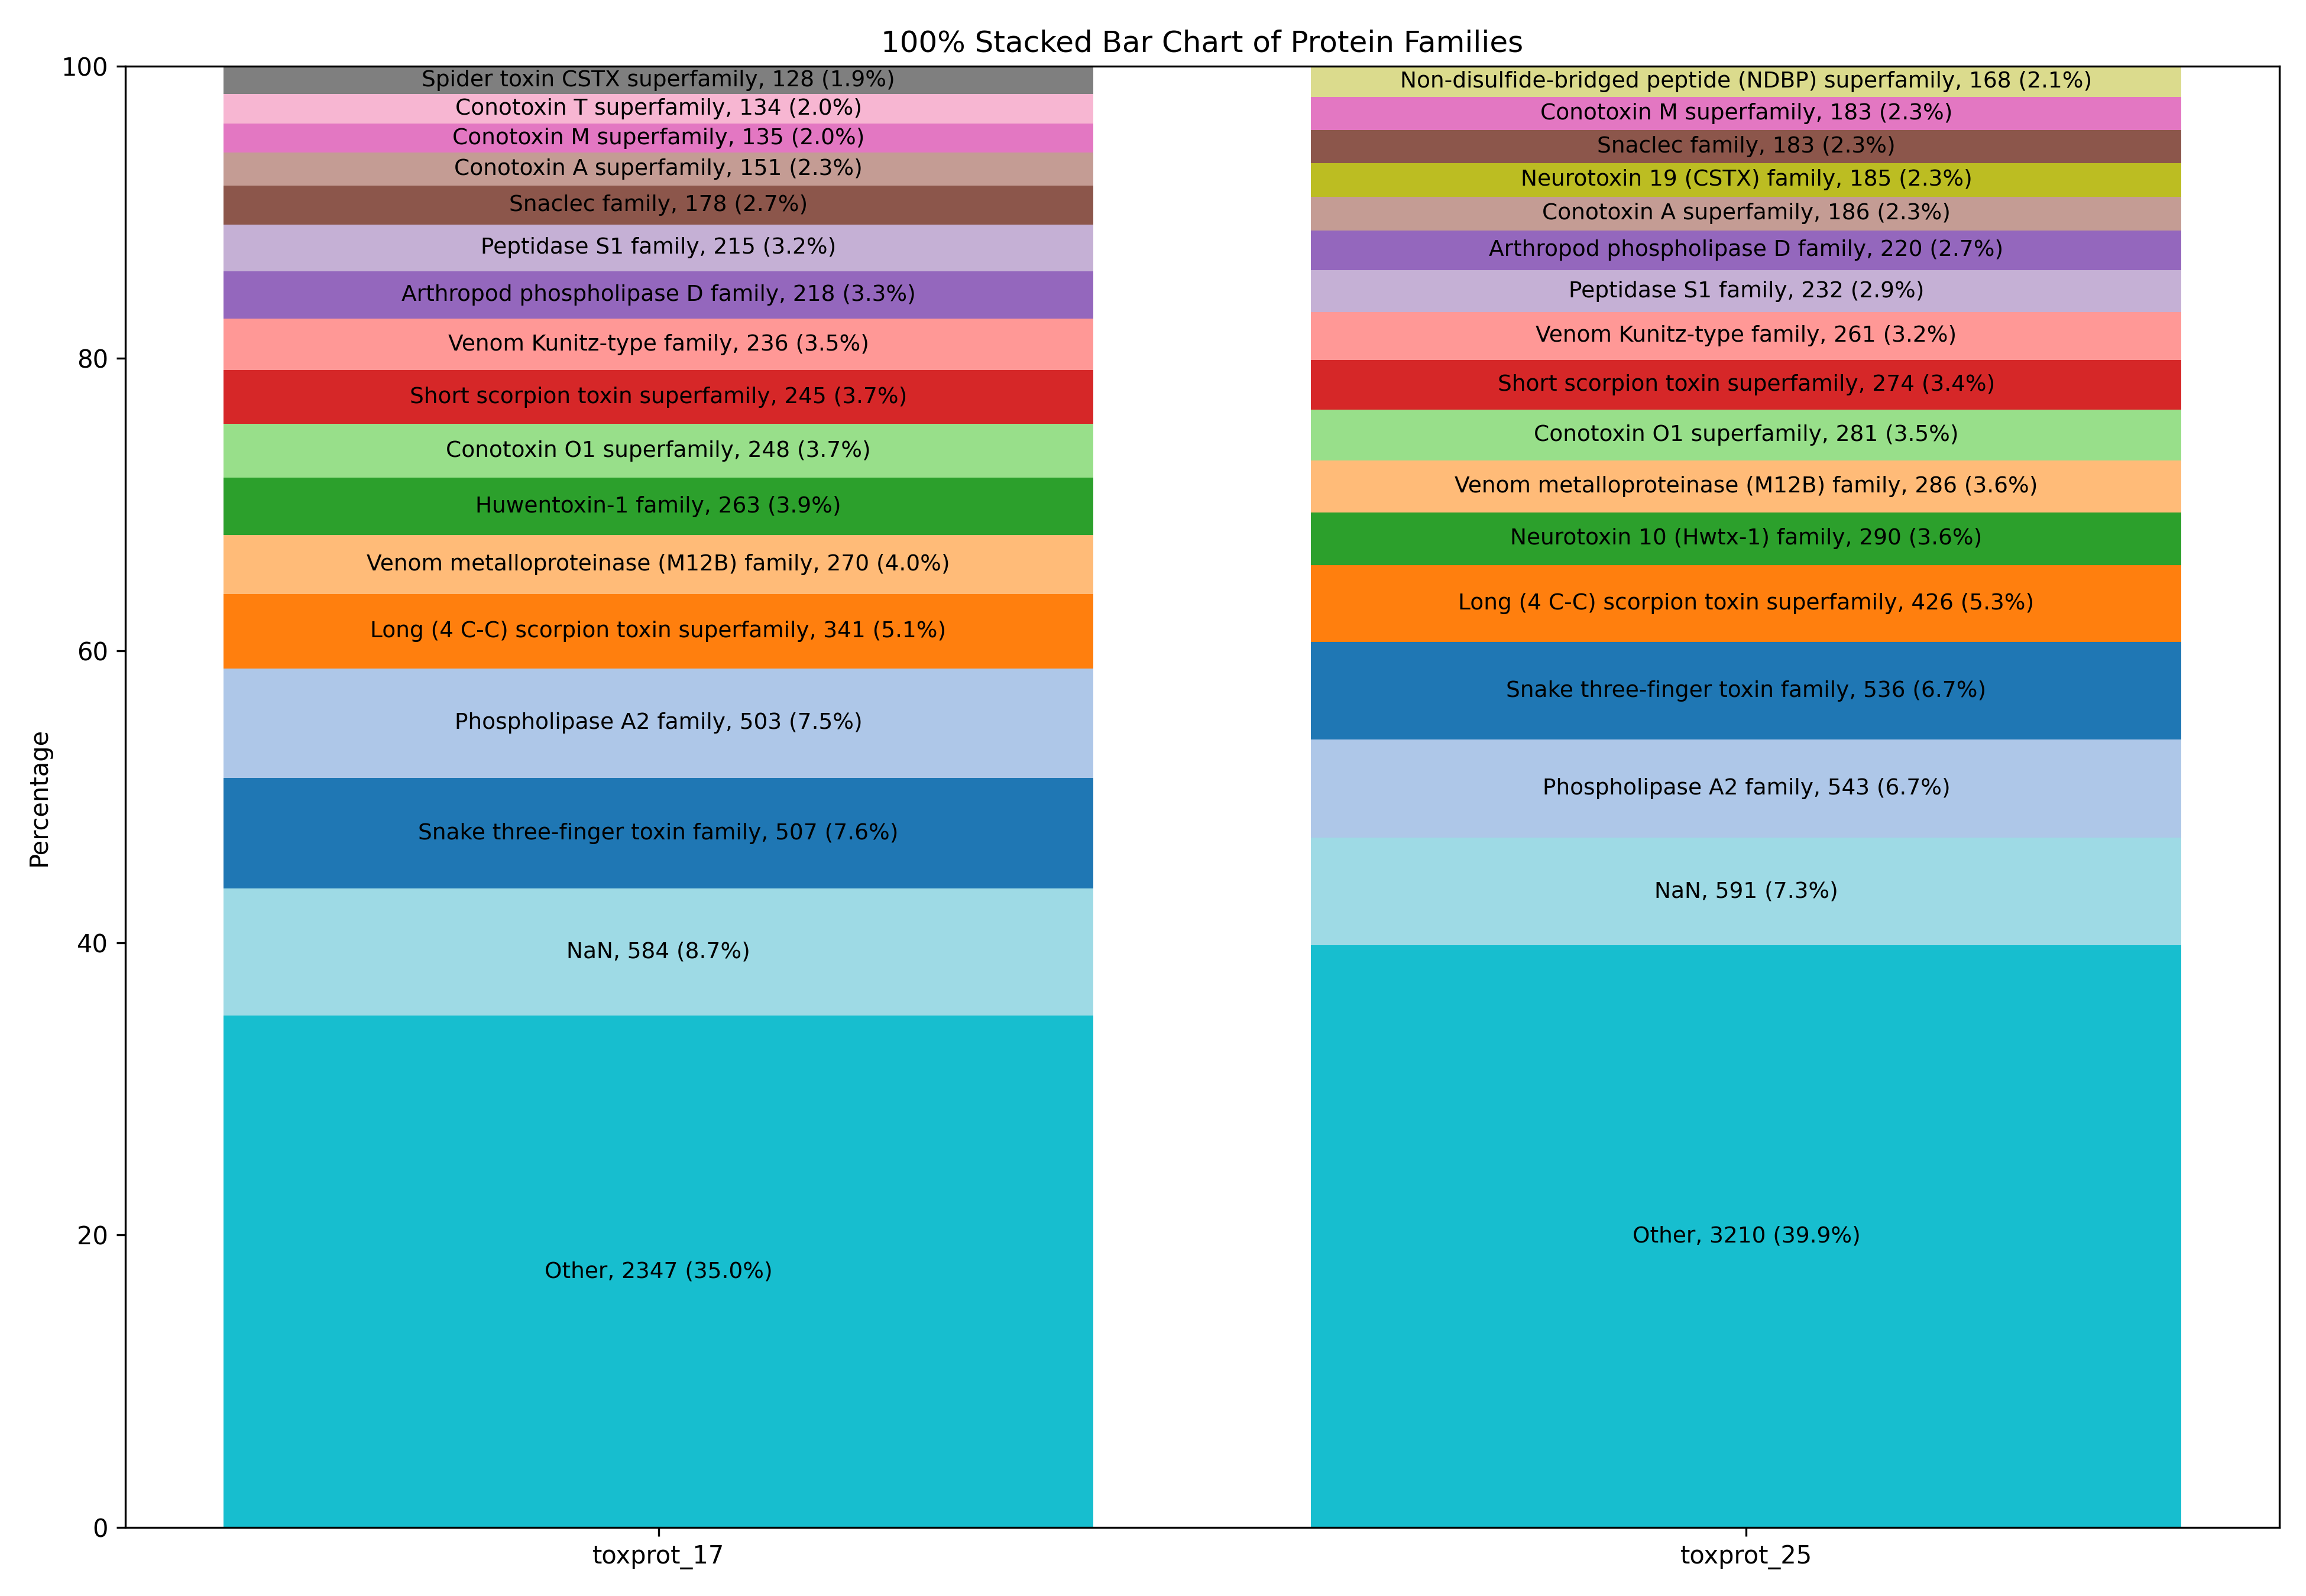 100% Stacked Bar Chart of Protein Families
Percentage
100
80
60
40
20
0
Spider toxin CSTX superfamily, 128 (1.9%)
Conotoxin T superfamily, 134 (2.0%)
Conotoxin M superfamily, 135 (2.0%)
Conotoxin A superfamily, 151 (2.3%)
Snaclec family, 178 (2.7%)
Peptidase S1 family, 215 (3.2%)
Arthropod phospholipase D family, 218 (3.3%)
Venom Kunitz-type family, 236 (3.5%)
Short scorpion toxin superfamily, 245 (3.7%)
Conotoxin O1 superfamily, 248 (3.7%)
Huwentoxin-1 family, 263 (3.9%)
Venom metalloproteinase (M12B) family, 270 (4.0%)
Long (4 C-C) scorpion toxin superfamily, 341 (5.1%)
Phospholipase A2 family, 503 (7.5%)
Snake three-finger toxin family, 507 (7.6%)
NaN, 584 (8.7%)
Other, 2347 (35.0%)
toxprot_17
Non-disulfide-bridged peptide (NDBP) superfamily, 168 (2.1%)
Conotoxin M superfamily, 183 (2.3%)
Snaclec family, 183 (2.3%)
Neurotoxin 19 (CSTX) family, 185 (2.3%)
Conotoxin A superfamily, 186 (2.3%)
Arthropod phospholipase D family, 220 (2.7%)
Peptidase S1 family, 232 (2.9%)
Venom Kunitz-type family, 261 (3.2%)
Short scorpion toxin superfamily, 274 (3.4%)
Conotoxin O1 superfamily, 281 (3.5%)
Venom metalloproteinase (M12B) family, 286 (3.6%)
Neurotoxin 10 (Hwtx-1) family, 290 (3.6%)
Long (4 C-C) scorpion toxin superfamily, 426 (5.3%)
Snake three-finger toxin family, 536 (6.7%)
Phospholipase A2 family, 543 (6.7%)
NaN, 591 (7.3%)
Other, 3210 (39.9%)
toxprot_25